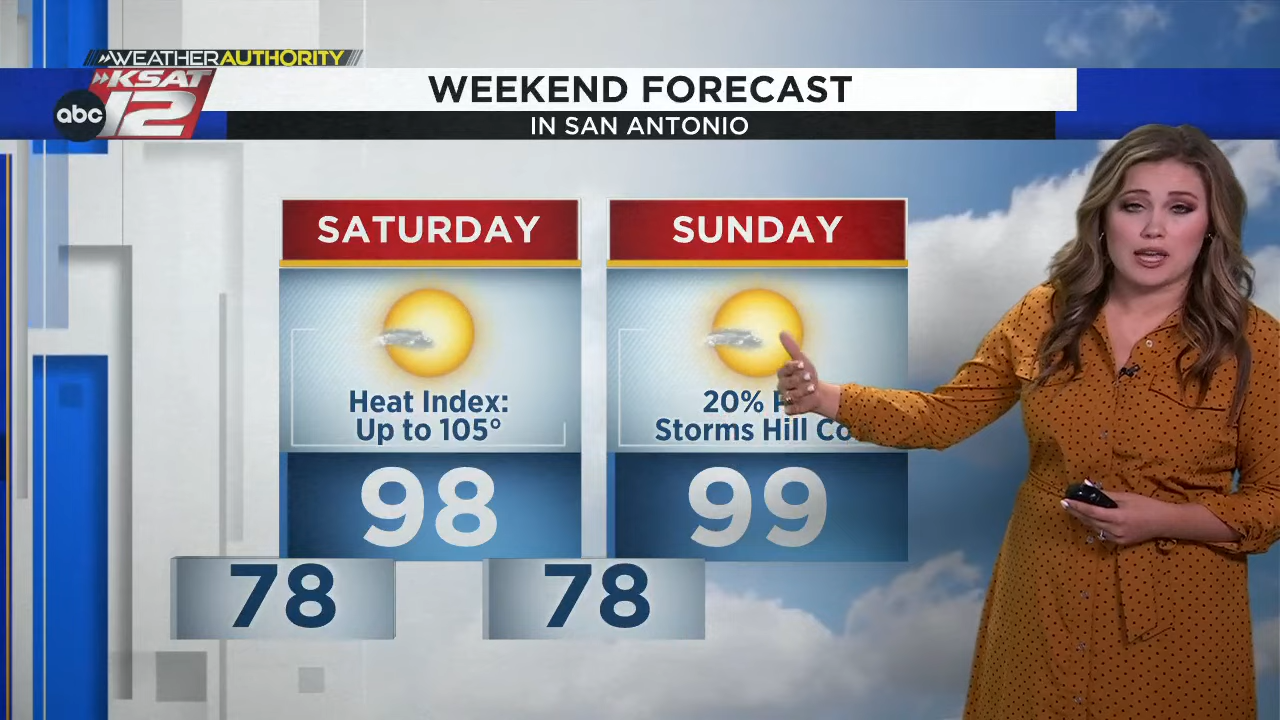 WEATHERAUTHORITY
KSAT
abc 12
WEEKEND FORECAST
IN SAN ANTONIO
SATURDAY
SUNDAY
Heat Index:
Up to 105°
20%
Storms Hill
98
99
78
78